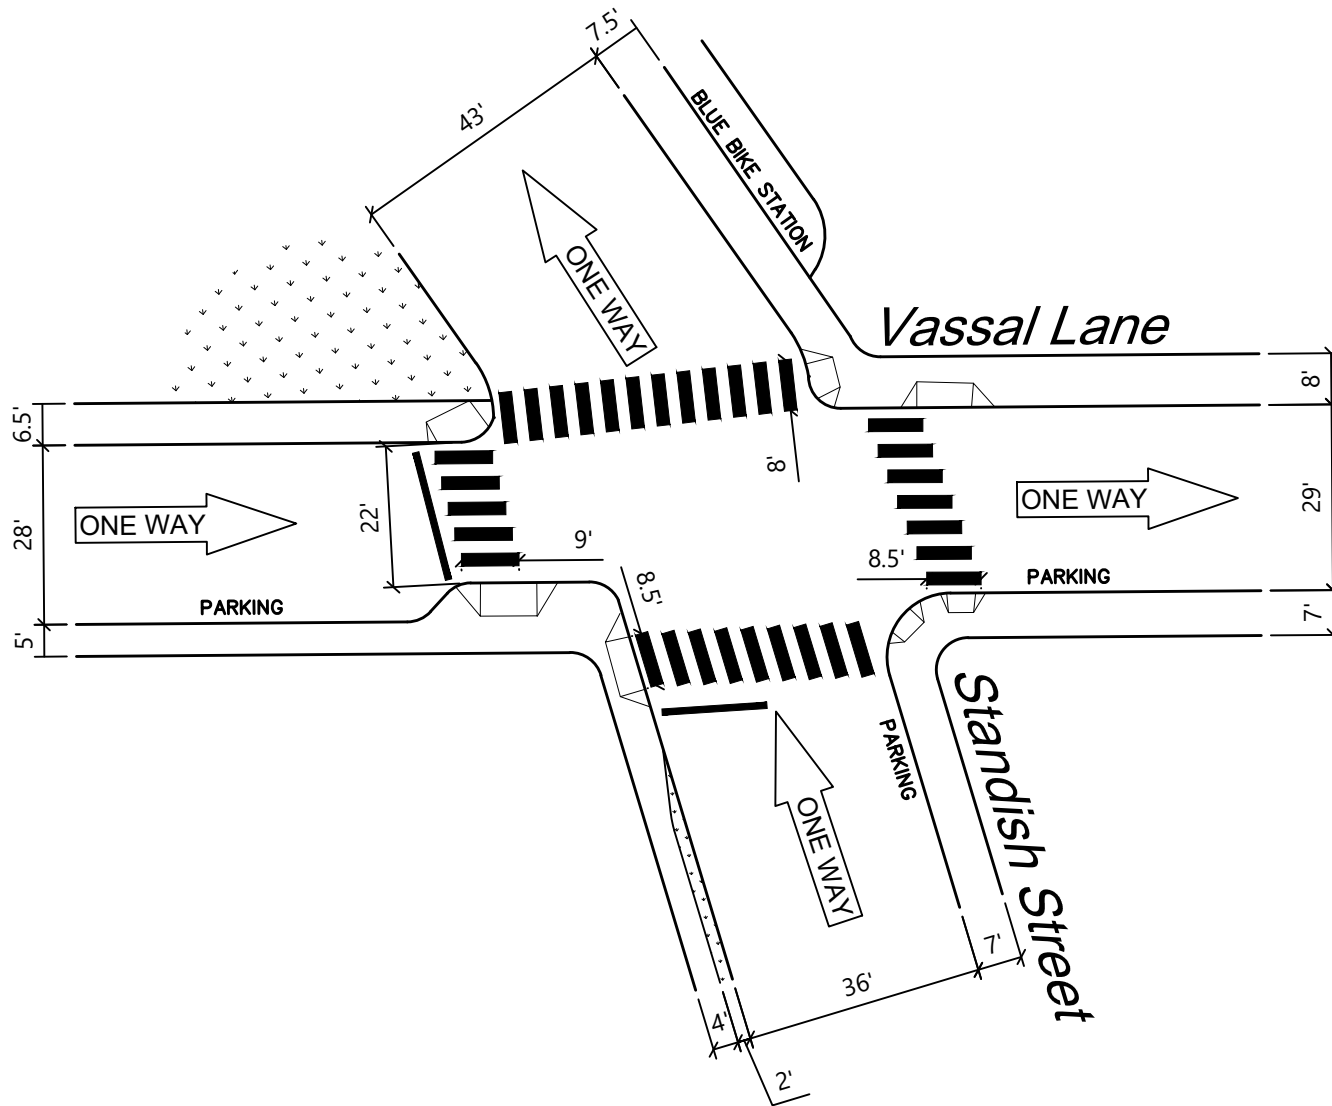 7.5'
43'
BLUE BIKE STATION
ONE WAY
Vassal Lane
8'
6.5'
8'
28'
ONE WAY
22'
9'
8.5'
ONE WAY
29'
PARKING
PARKING
5'
8.5'
7'
PARKING
Standish Street
ONE WAY
7'
36'
4'
2'